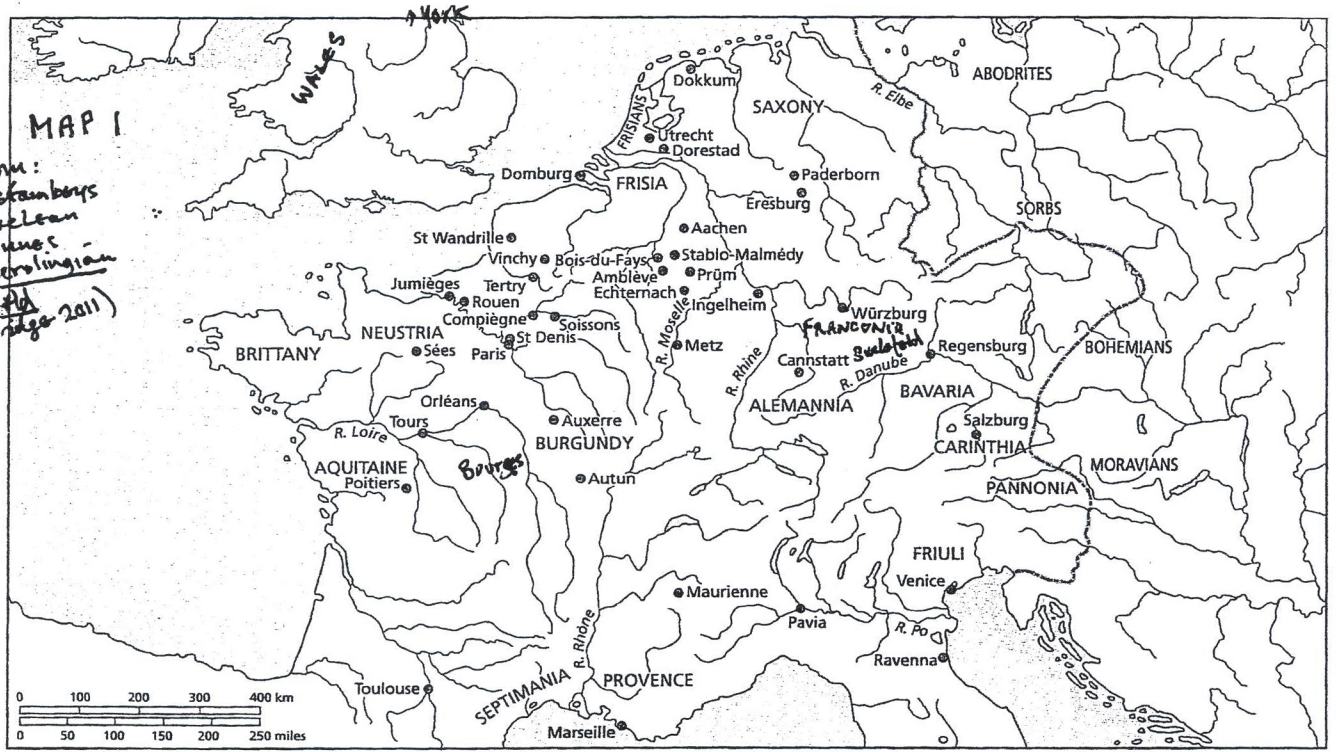 York
WALES
MAP 1
ABODRITES
Dokkum
SAXONY
R. Elbe
FRISIANS
Utrecht
Dorestad
Domburg
FRISIA
Paderborn
Eresburg
SORBS
Aachen
St Wandrille
Vinchy
Bois-du-Fays
Stablo-Malmédy
Amblève
Prüm
Tertry
Echternach
Jumièges
Rouen
Ingelheim
Compiègne
Soissons
Würzburg
FRANCONIA
NEUSTRIA
St Denis
R. Moselle
BRITTANY
Sées
Paris
Metz
R. Rhine
Cannstatt
R. Danube
Regensburg
BOHEMIANS
BAVARIA
Orléans
ALEMANNIA
Tours
Auxerre
Salzburg
R. Loire
BURGUNDY
CARINTHIA
AQUITAINE
Bourges
MORAVIANS
Poitiers
Autun
PANNONIA
FRIULI
Venice
Maurienne
Pavia
R. Po
R. Rhône
Ravenna
Toulouse
SEPTIMANIA
PROVENCE
Marseille
0 100 200 300 400 km
0 50 100 150 200 250 miles
2011)